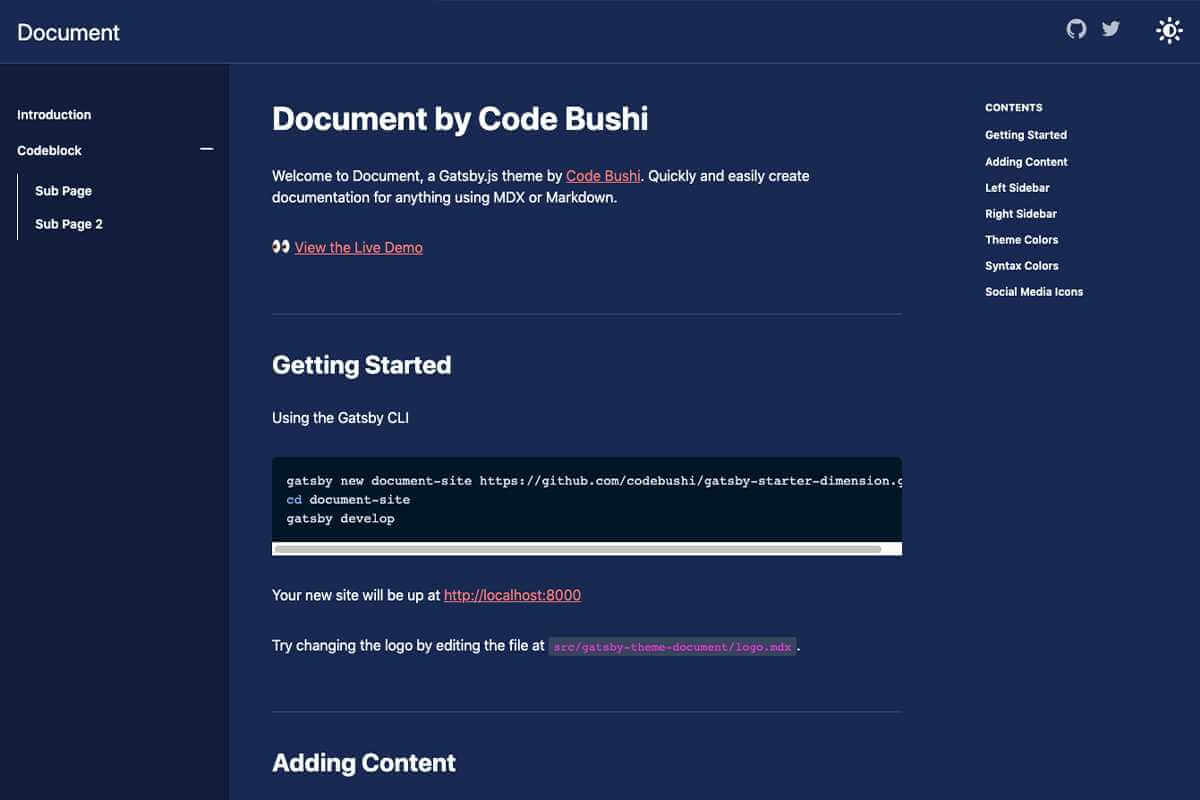 Document
Introduction
Codeblock
Sub Page
Sub Page 2
Document by Code Bushi
Welcome to Document, a Gatsby.js theme by Code Bushi. Quickly and easily create
documentation for anything using MDX or Markdown.
👀 View the Live Demo
Getting Started
Using the Gatsby CLI
gatsby new document-site https://github.com/codebushi/gatsby-starter-dimension.g
cd document-site
gatsby develop
Your new site will be up at http://localhost:8000
Try changing the logo by editing the file at src/gatsby-theme-document/logo.mdx.
Adding Content
CONTENTS
Getting Started
Adding Content
Left Sidebar
Right Sidebar
Theme Colors
Syntax Colors
Social Media Icons